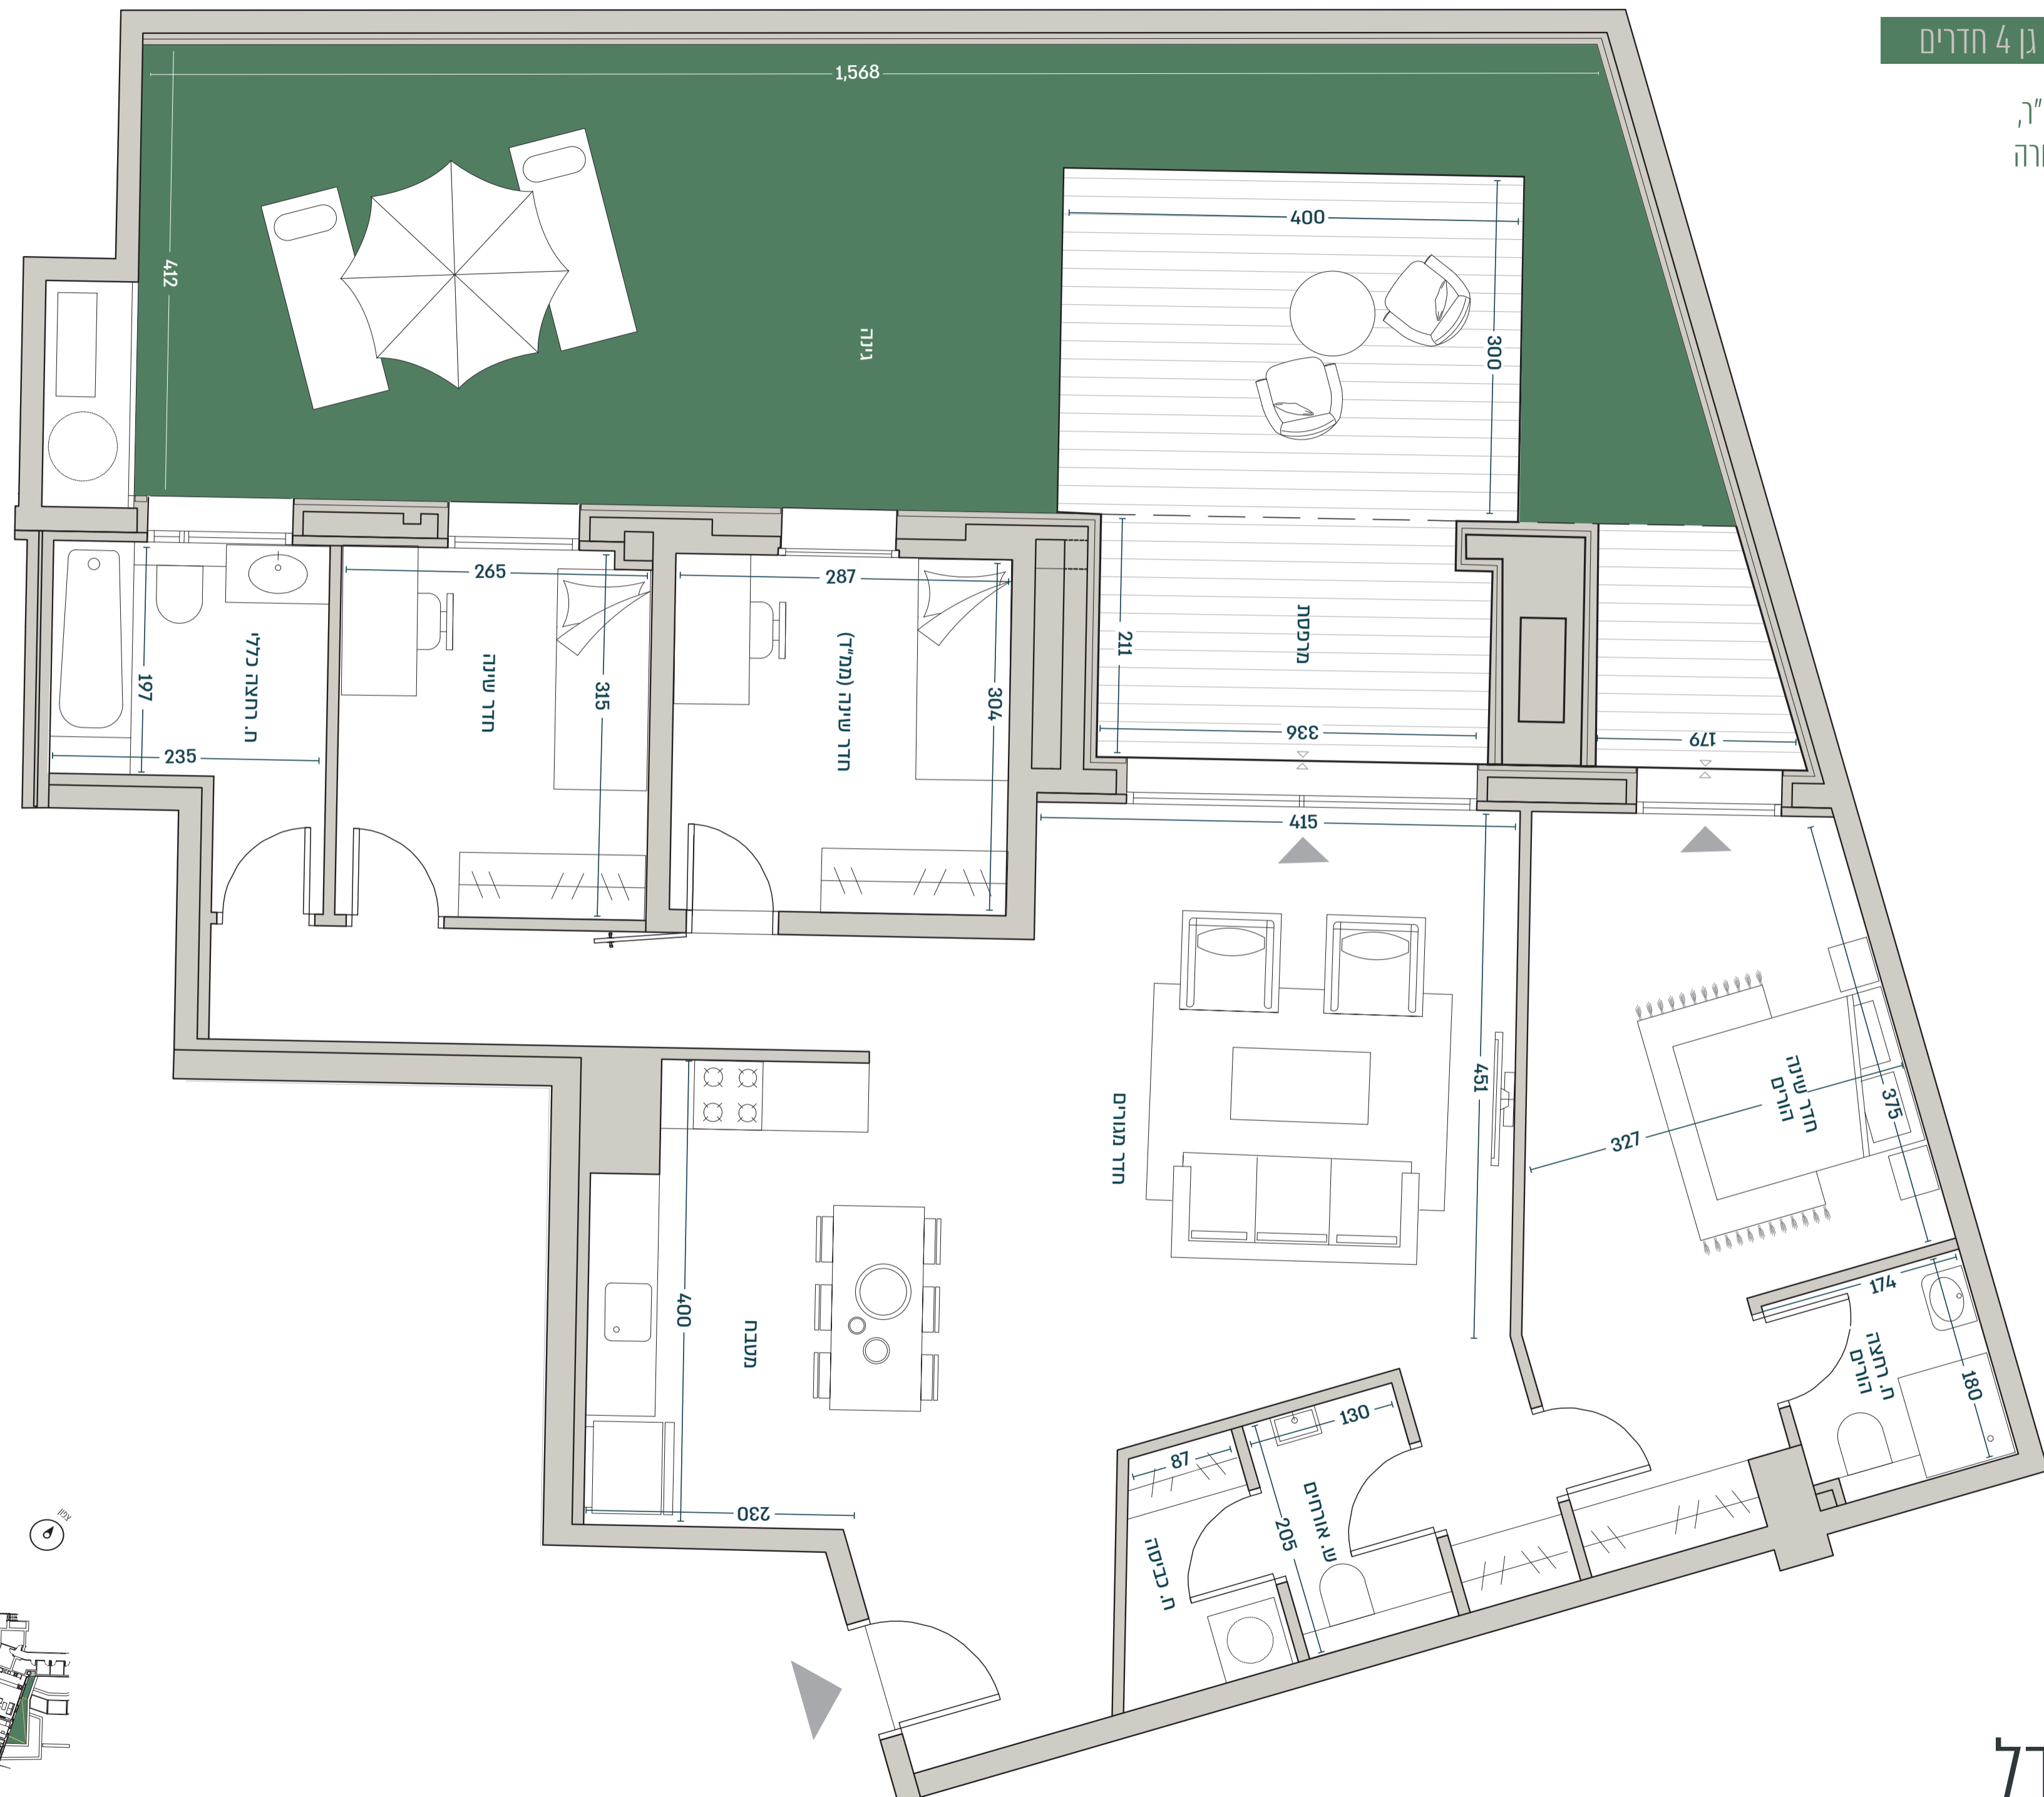 גן 4 חדרים
1,568
412
גינה
400
300
מרפסת
211
336
179
ח. רחצה כללי
197
235
חדר שינה
265
315
חדר שינה (ממ"ד)
287
304
415
חדר מגורים
451
חדר שינה
הורים
375
327
174
ח. רחצה
הורים
180
מטבח
400
230
130
87
205
ש. אורחים
ח. כביסה
צפון